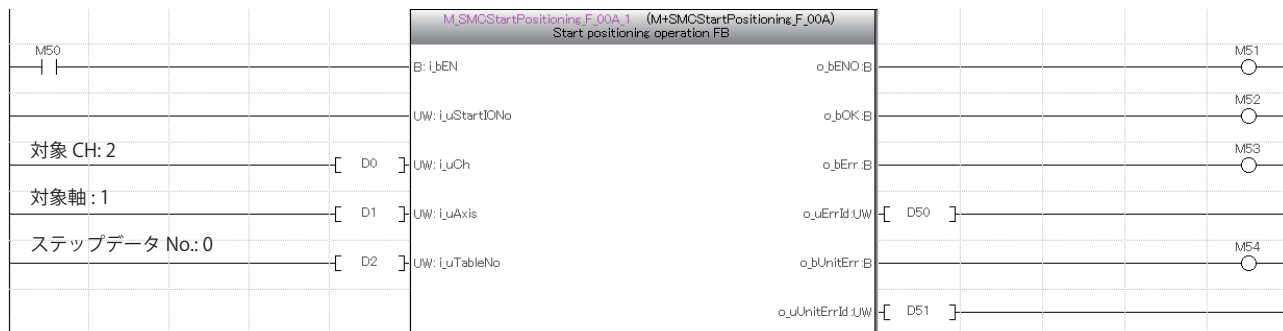 M_SMCStartPositioning_F_00A_1 (M+SMCStartPositioning_F_00A)
Start positioning operation FB
M50
B: i_bEN
o_bENO:B
M51
UW: i_uStartIONo
o_bOK:B
M52
対象 CH: 2
D0
UW: i_uCh
o_bErr:B
M53
対象軸 : 1
D1
UW: i_uAxis
o_uErrId:UW
D50
ステップデータ No.: 0
D2
UW: i_uTableNo
o_bUnitErr:B
M54
o_uUnitErrId:UW
D51